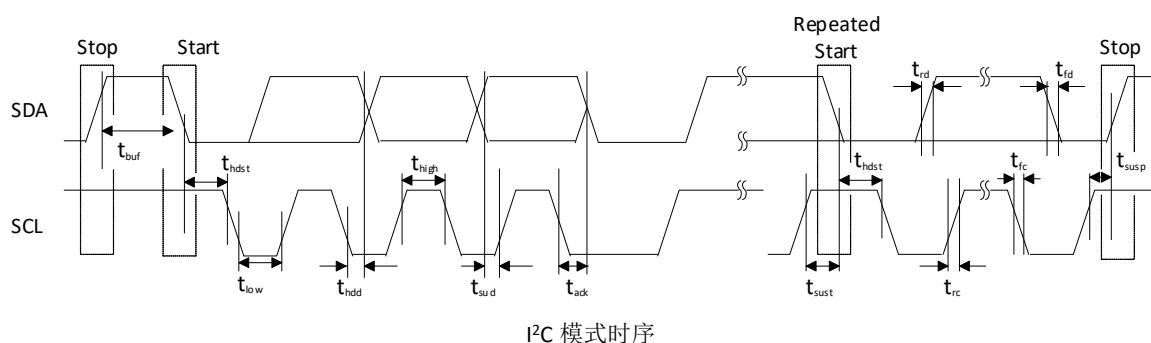 Repeated
Stop Start Start Stop
t_rd t_fd
SDA
t_buf
t_hdst t_high t_hdst t_fc t_susp
SCL
t_low t_hdd t_sud t_ack t_sust t_rc
I²C 模式时序